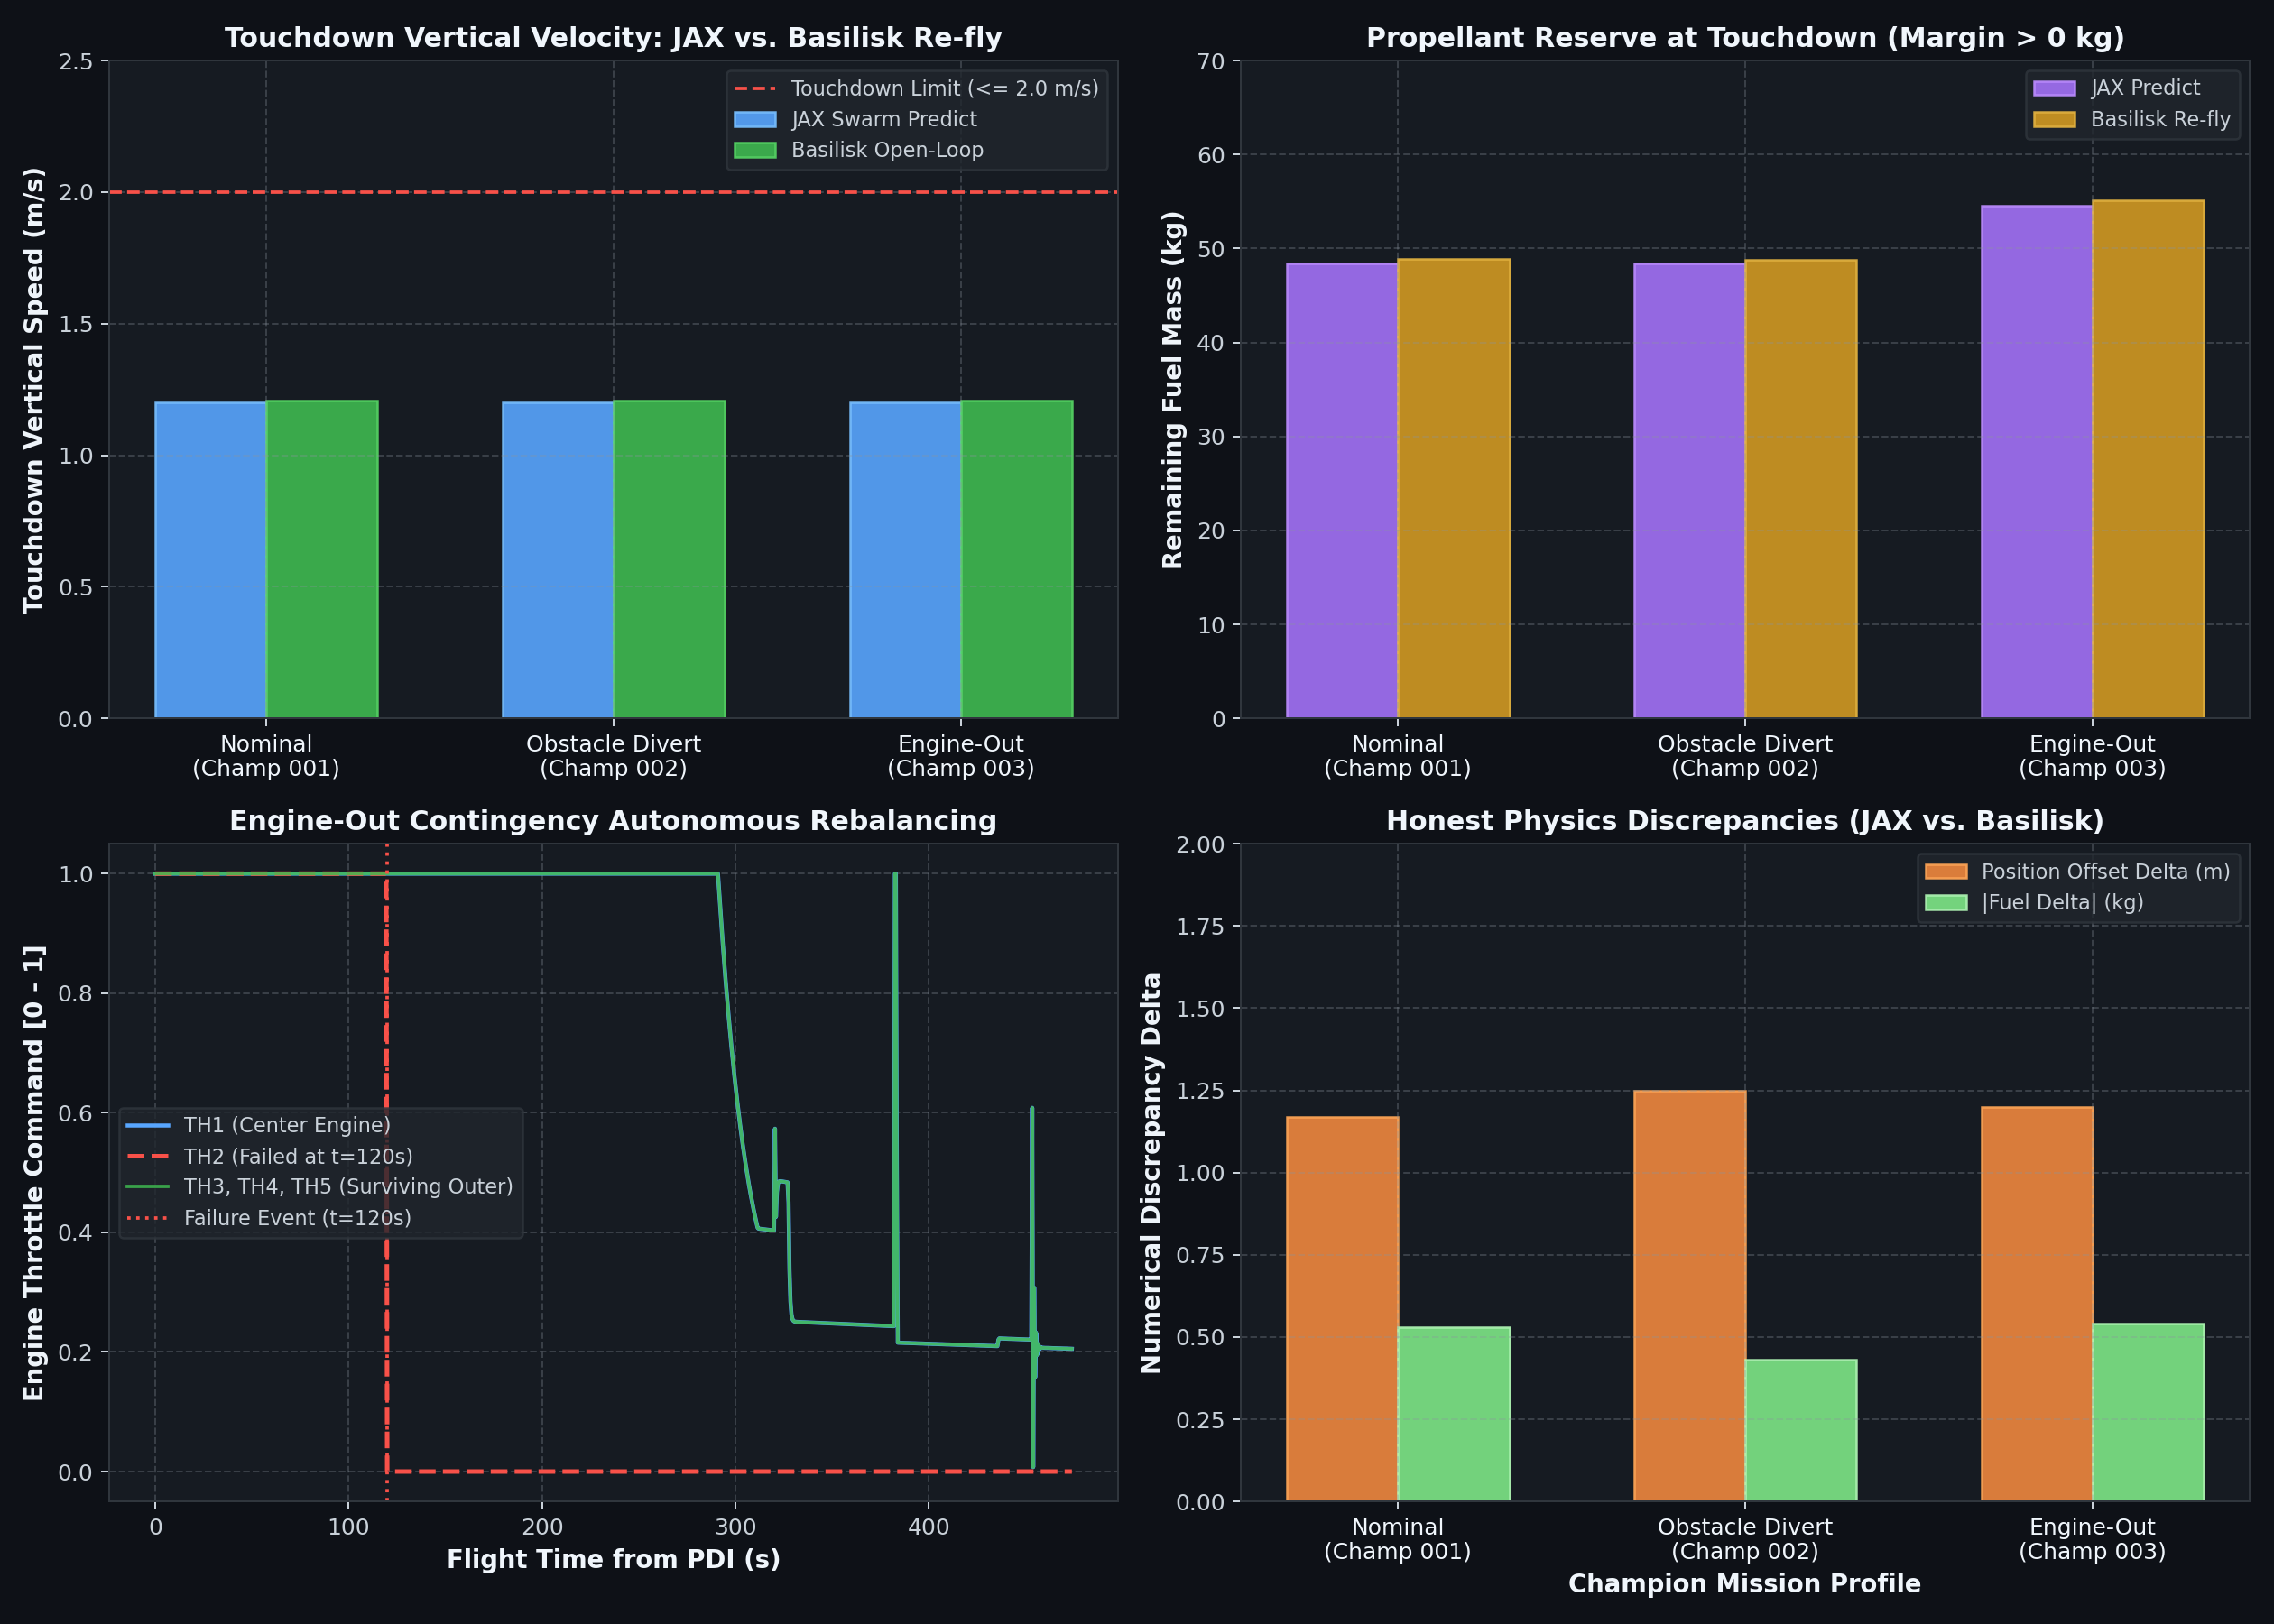 Touchdown Vertical Velocity: JAX vs. Basilisk Re-fly
Touchdown Vertical Speed (m/s)
2.5
2.0
1.5
1.0
0.5
0.0
Touchdown Limit (<= 2.0 m/s)
JAX Swarm Predict
Basilisk Open-Loop
Nominal
(Champ 001)
Obstacle Divert
(Champ 002)
Engine-Out
(Champ 003)
Propellant Reserve at Touchdown (Margin > 0 kg)
Remaining Fuel Mass (kg)
70
60
50
40
30
20
10
0
JAX Predict
Basilisk Re-fly
Nominal
(Champ 001)
Obstacle Divert
(Champ 002)
Engine-Out
(Champ 003)
Engine-Out Contingency Autonomous Rebalancing
Engine Throttle Command [0 - 1]
1.0
0.8
0.6
0.4
0.2
0.0
TH1 (Center Engine)
TH2 (Failed at t=120s)
TH3, TH4, TH5 (Surviving Outer)
Failure Event (t=120s)
0
100
200
300
400
Flight Time from PDI (s)
Honest Physics Discrepancies (JAX vs. Basilisk)
Numerical Discrepancy Delta
2.00
1.75
1.50
1.25
1.00
0.75
0.50
0.25
0.00
Position Offset Delta (m)
|Fuel Delta| (kg)
Nominal
(Champ 001)
Obstacle Divert
(Champ 002)
Engine-Out
(Champ 003)
Champion Mission Profile